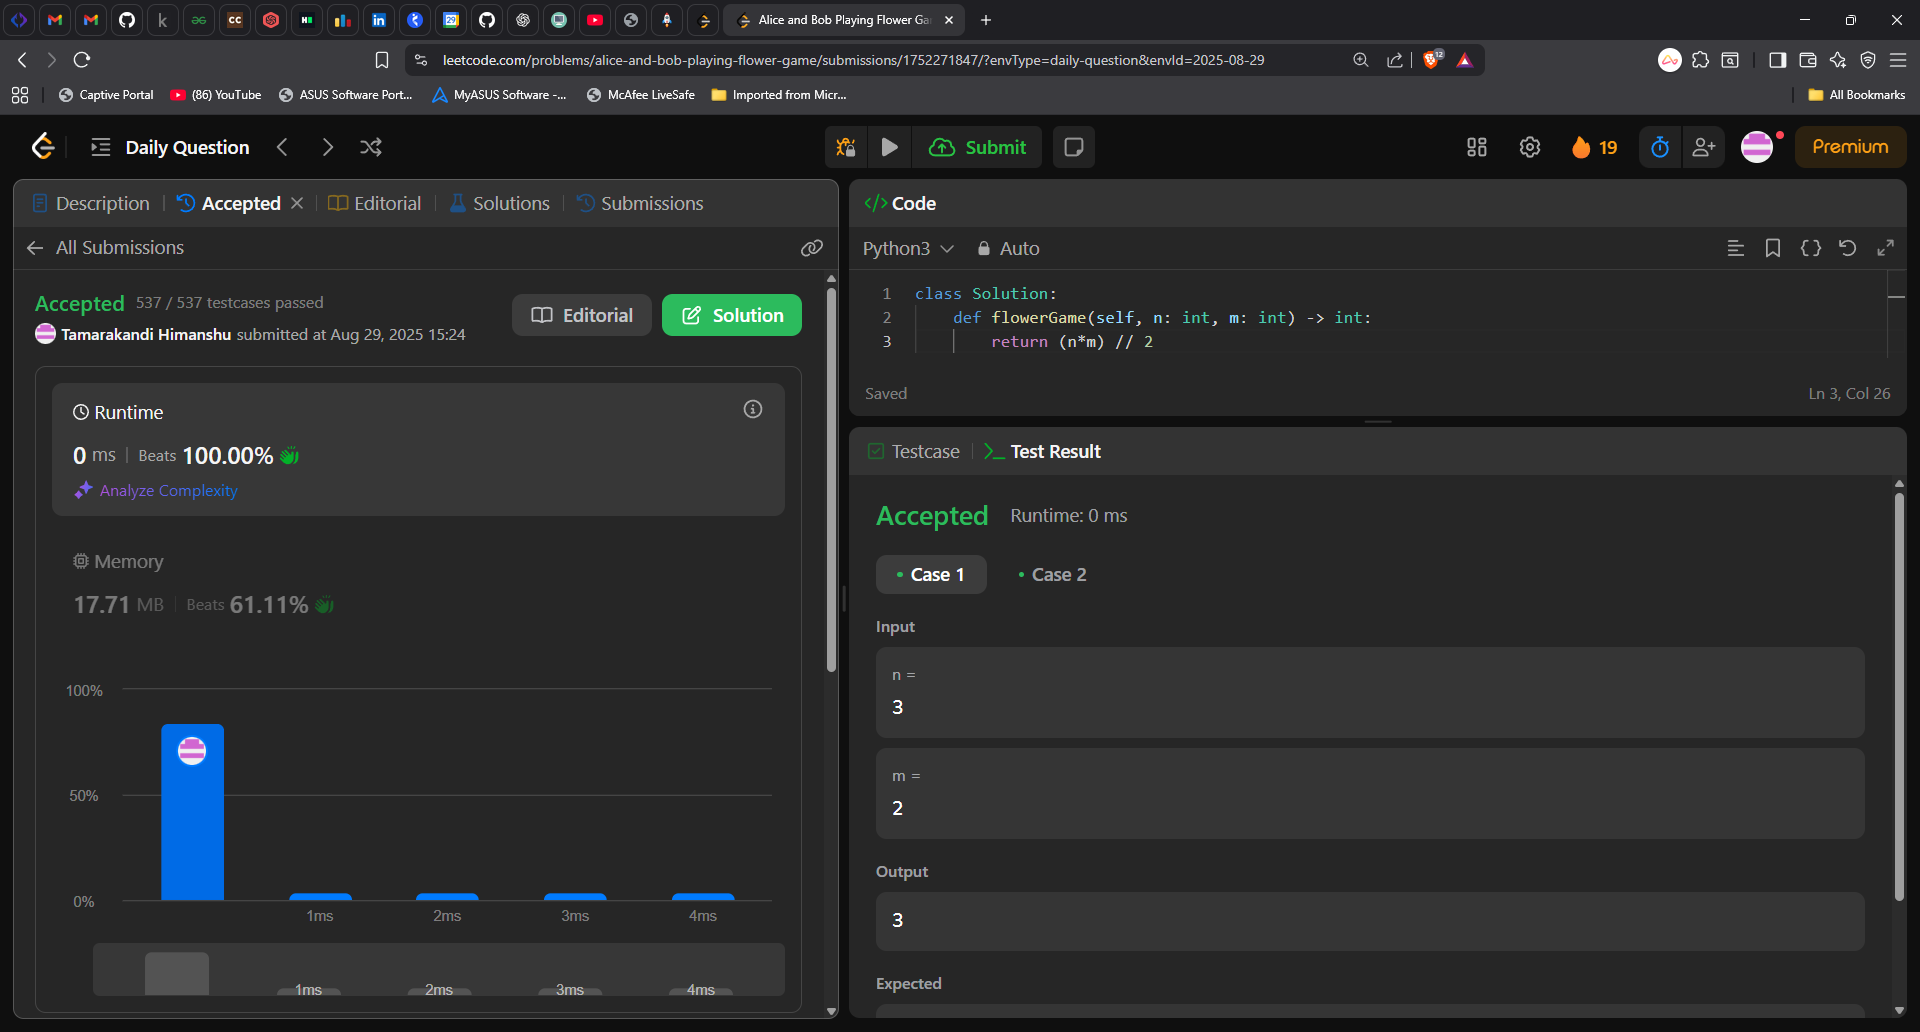 CC
29
Alice and Bob Playing Flower Ga
leetcode.com/problems/alice-and-bob-playing-flower-game/submissions/1752271847/?envType=daily-question&envId=2025-08-29
12
Captive Portal
(86) YouTube
ASUS Software Port...
MyASUS Software -...
McAfee LiveSafe
Imported from Micr...
All Bookmarks
Daily Question
Submit
19
Premium
Description
Accepted
Editorial
Solutions
Submissions
All Submissions
Accepted 537 / 537 testcases passed
Tamarakandi Himanshu submitted at Aug 29, 2025 15:24
Editorial
Solution
Runtime
0 ms | Beats 100.00%
Analyze Complexity
Memory
17.71 MB | Beats 61.11%
100%
50%
0%
1ms 2ms 3ms 4ms
1ms 2ms 3ms 4ms
</> Code
Python3
Auto
1 class Solution:
2 def flowerGame(self, n: int, m: int) -> int:
3 return (n*m) // 2
Saved
Ln 3, Col 26
Testcase
Test Result
Accepted Runtime: 0 ms
Case 1
Case 2
Input
n =
3
m =
2
Output
3
Expected